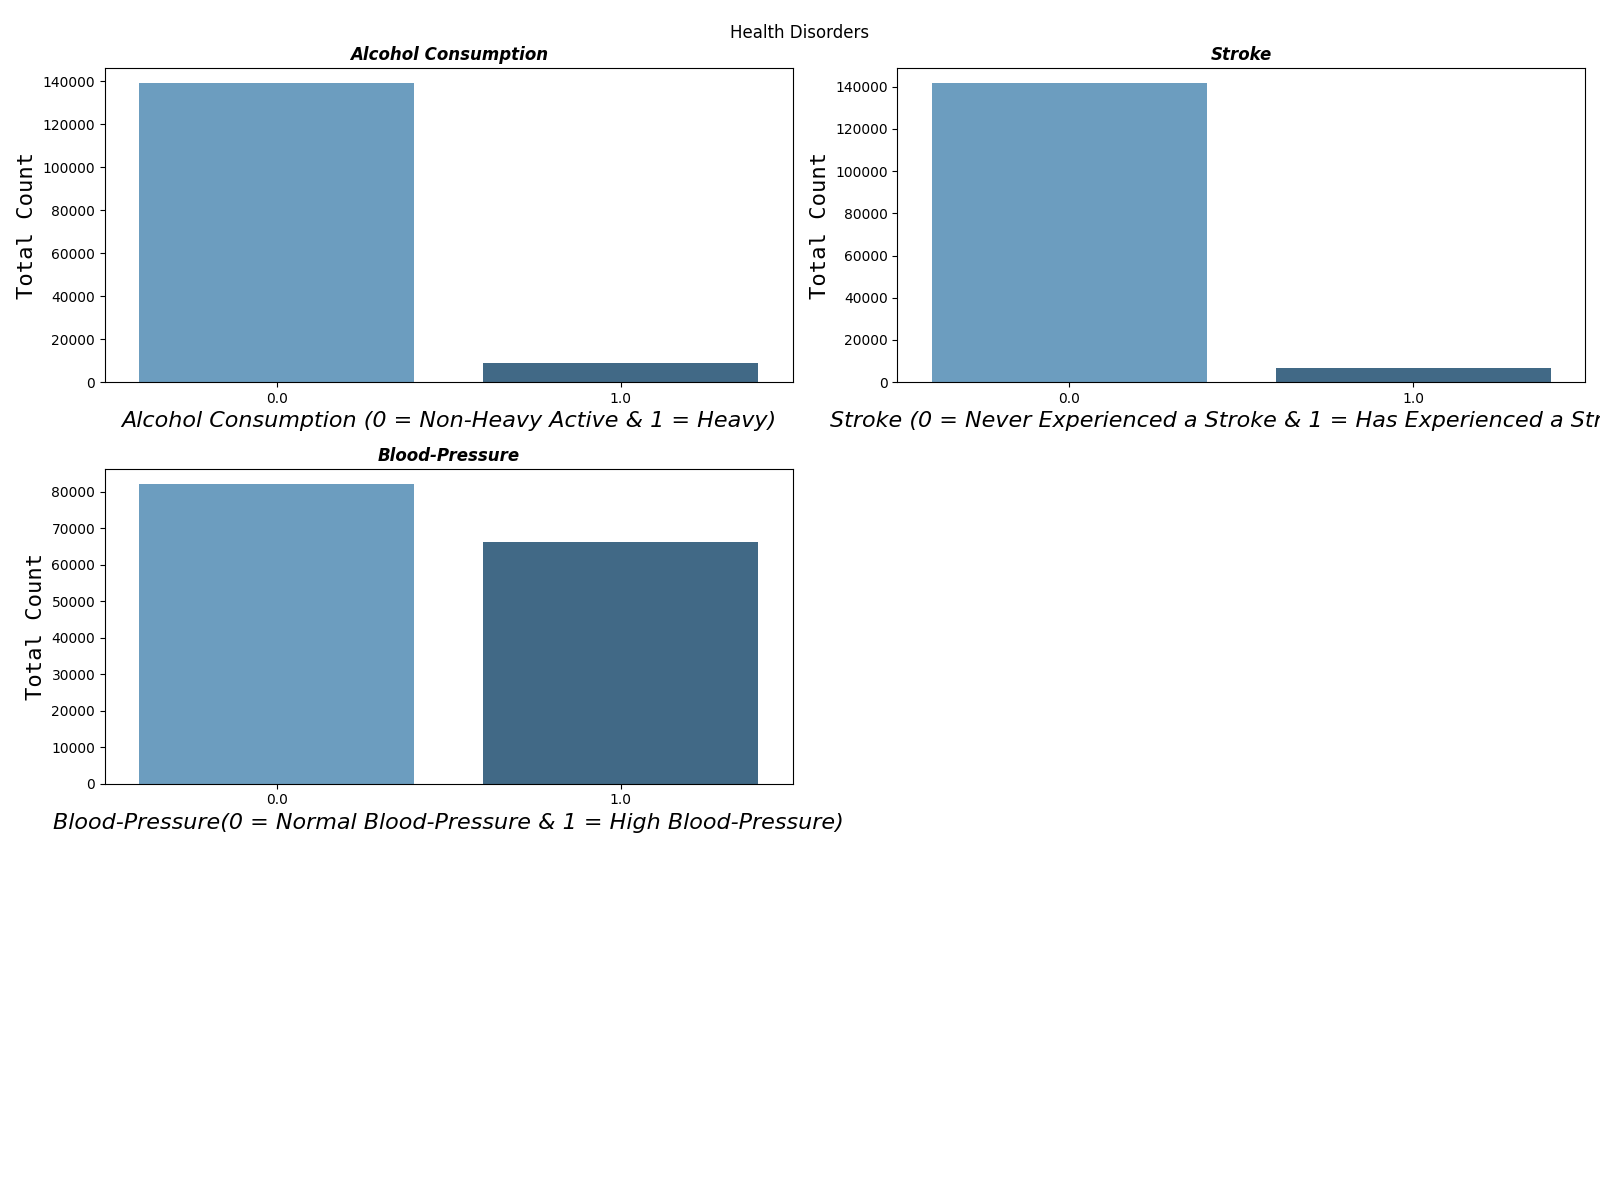 Health Disorders
Alcohol Consumption
140000
120000
100000
80000
60000
40000
20000
0
Total Count
0.0 1.0
Alcohol Consumption (0 = Non-Heavy Active & 1 = Heavy)
Stroke
140000
120000
100000
80000
60000
40000
20000
0
Total Count
0.0 1.0
Stroke (0 = Never Experienced a Stroke & 1 = Has Experienced a Str
Blood-Pressure
80000
70000
60000
50000
40000
30000
20000
10000
0
Total Count
0.0 1.0
Blood-Pressure(0 = Normal Blood-Pressure & 1 = High Blood-Pressure)